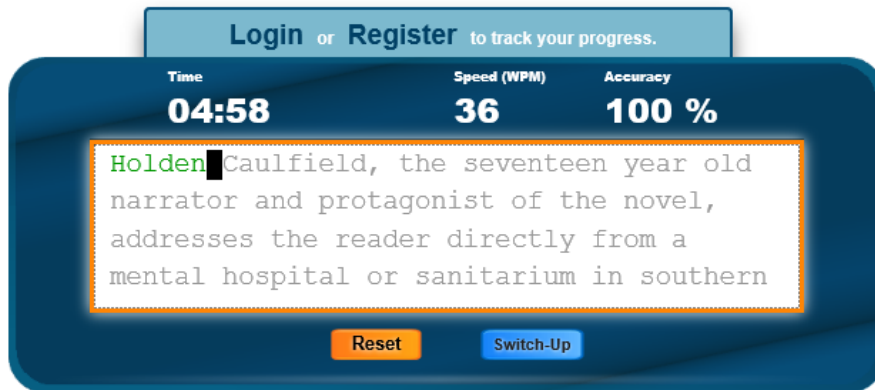 Login or Register to track your progress.
Time Speed (WPM) Accuracy
04:58 36 100 %
Holden Caulfield, the seventeen year old
narrator and protagonist of the novel,
addresses the reader directly from a
mental hospital or sanitarium in southern
Reset Switch-Up